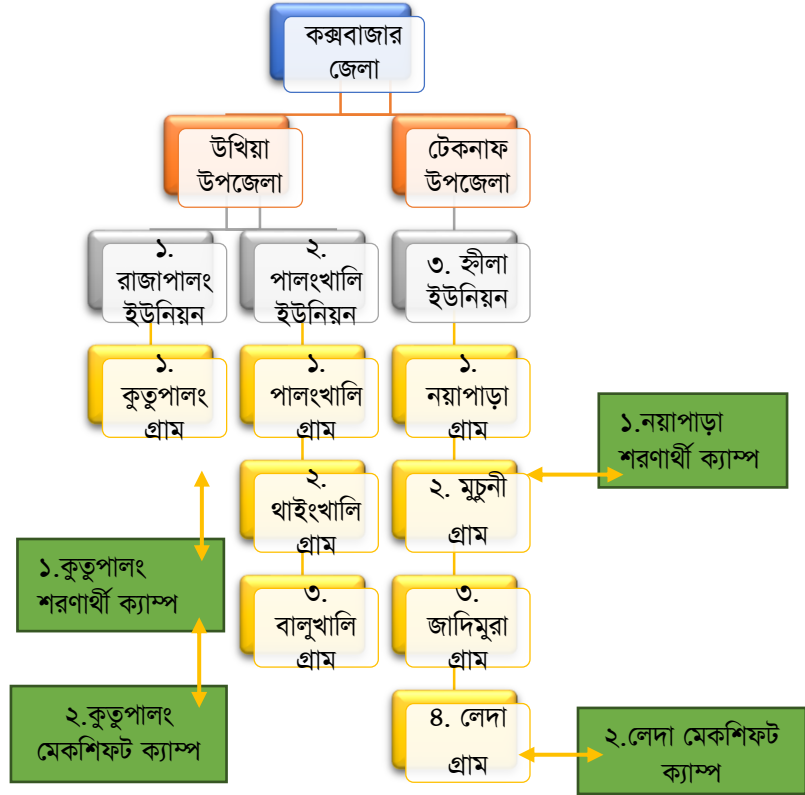 কক্সবাজার
জেলা
উখিয়া
উপজেলা
টেকনাফ
উপজেলা
১.
রাজাপালং
ইউনিয়ন
২.
পালংখালি
ইউনিয়ন
৩. হ্নীলা
ইউনিয়ন
১.
কুতুপালং
গ্রাম
১.
পালংখালি
গ্রাম
১.
নয়াপাড়া
গ্রাম
১.নয়াপাড়া
শরণার্থী ক্যাম্প
২.
থাইংখালি
গ্রাম
২. মুচুনী
গ্রাম
১.কুতুপালং
শরণার্থী ক্যাম্প
৩.
বালুখালি
গ্রাম
৩.
জাদিমুরা
গ্রাম
২.কুতুপালং
মেকশিফট ক্যাম্প
৪. লেদা
গ্রাম
২.লেদা মেকশিফট
ক্যাম্প